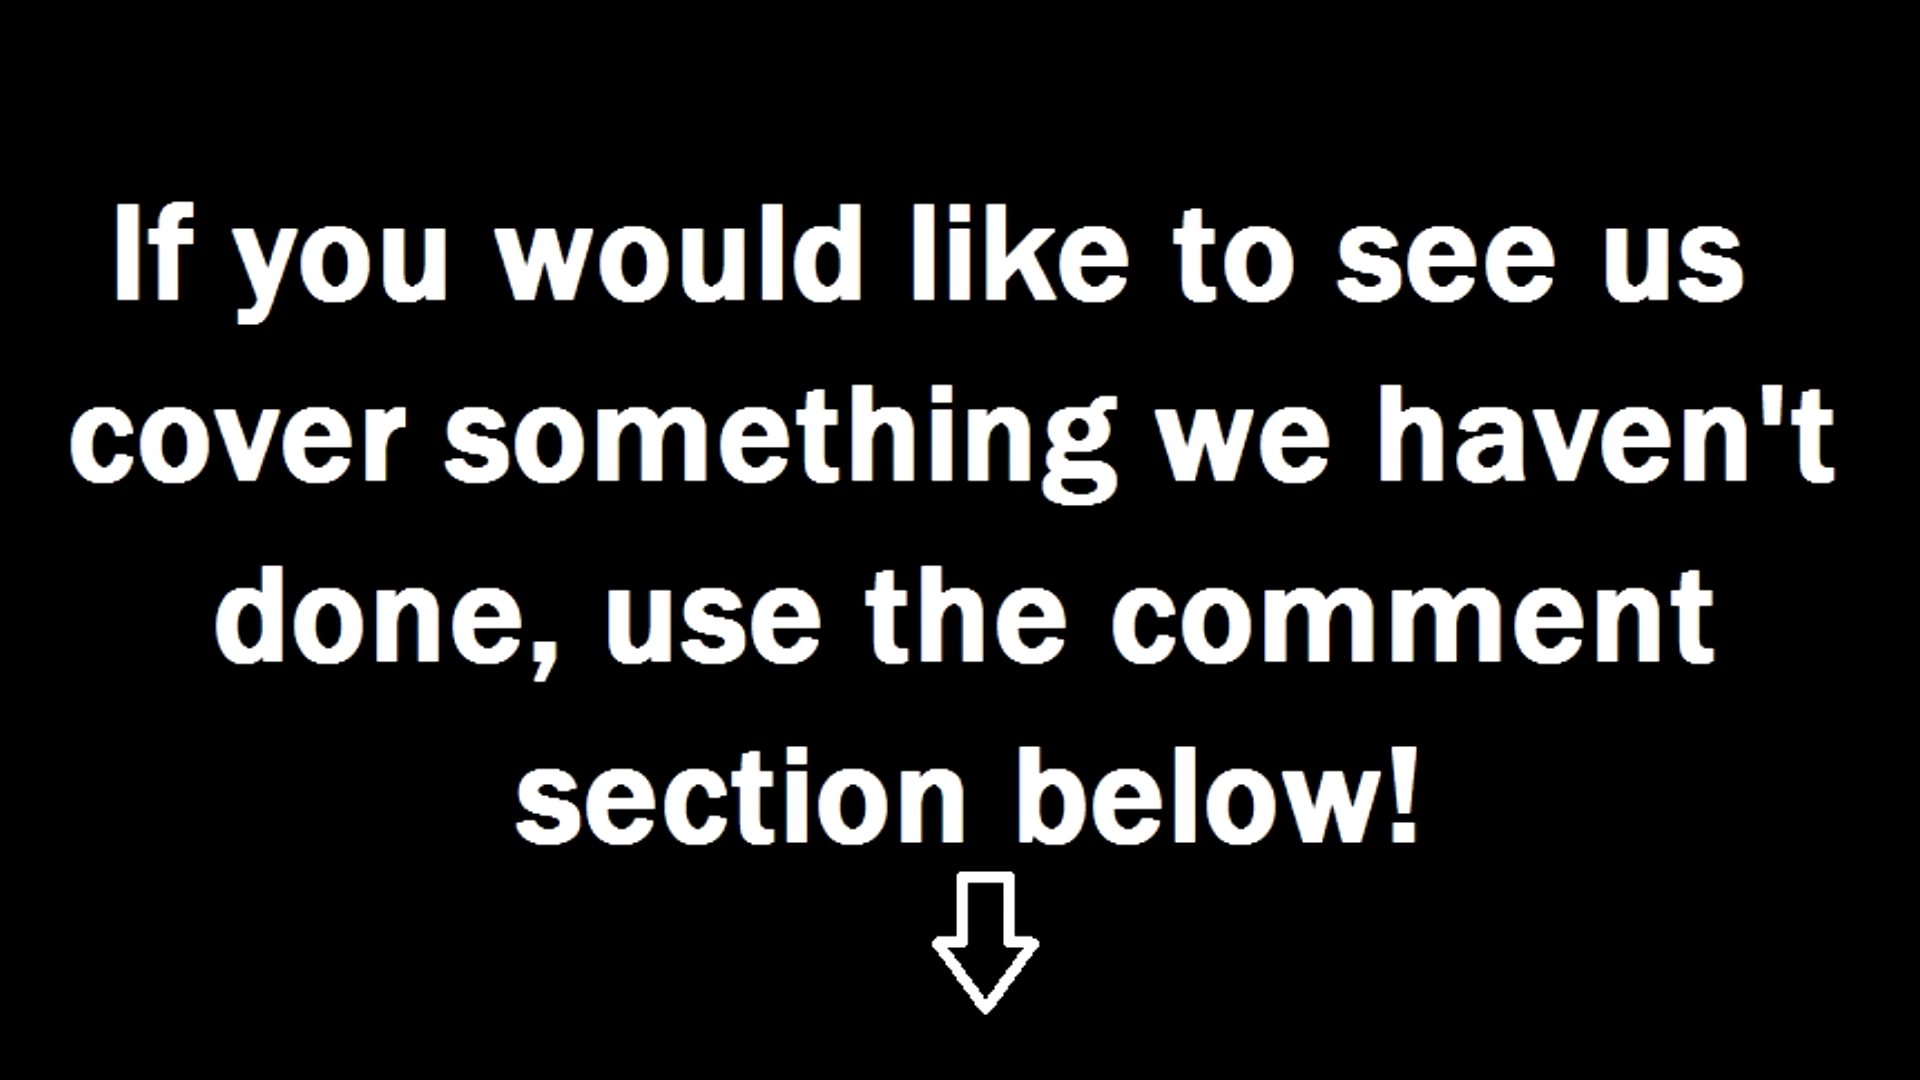 If you would like to see us
cover something we haven't
done, use the comment
section below!